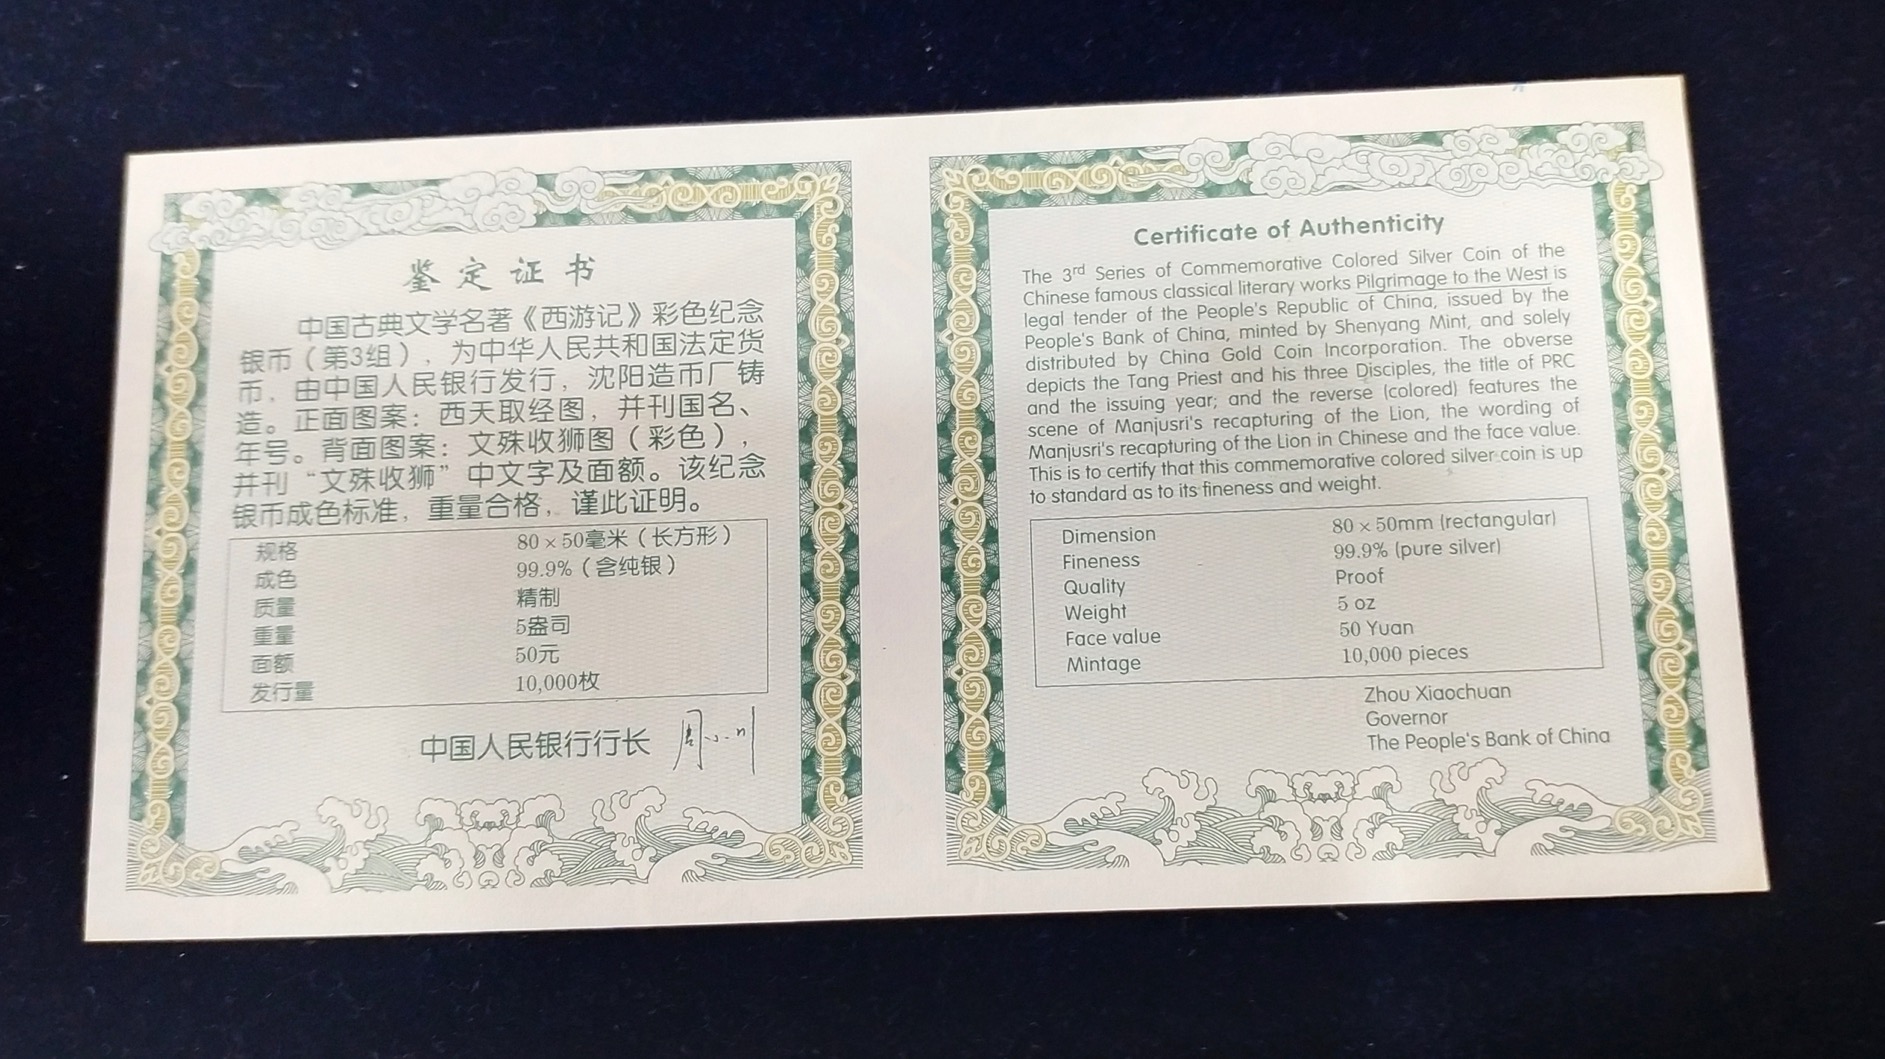 鉴定证书
中国古典文学名著《西游记》彩色纪念
银币（第3组），为中华人民共和国法定货
币，由中国人民银行发行，沈阳造币厂铸
造。正面图案：西天取经图，并刊国名、
年号。背面图案：文殊收狮图（彩色），
并刊“文殊收狮”中文字及面额。该纪念
银币成色标准，重量合格，谨此证明。
规格 80×50毫米（长方形）
成色 99.9%（含纯银）
质量 精制
重量 5盎司
面额 50元
发行量 10,000枚
中国人民银行行长 周小川
Certificate of Authenticity
The 3rd Series of Commemorative Colored Silver Coin of the
Chinese famous classical literary works Pilgrimage to the West is
legal tender of the People's Republic of China, issued by the
People's Bank of China, minted by Shenyang Mint, and solely
distributed by China Gold Coin Incorporation. The obverse
depicts the Tang Priest and his three Disciples, the title of PRC
and the issuing year; and the reverse (colored) features the
scene of Manjusri's recapturing of the Lion, the wording of
Manjusri's recapturing of the Lion in Chinese and the face value.
This is to certify that this commemorative colored silver coin is up
to standard as to its fineness and weight.
Dimension 80×50mm (rectangular)
Fineness 99.9% (pure silver)
Quality Proof
Weight 5 oz
Face value 50 Yuan
Mintage 10,000 pieces
Zhou Xiaochuan
Governor
The People's Bank of China